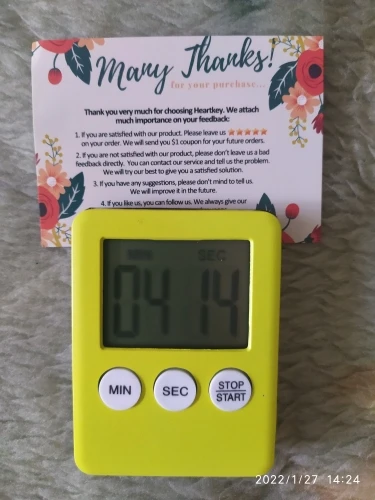 Many Thanks!
for your purchase...
Thank you very much for choosing Heartkey. We attach
much importance on your feedback:
1. If you are satisfied with our product. Please leave us ⭐⭐⭐⭐⭐
on your order. We will send you $1 coupon for your future orders.
2. If you are not satisfied with our product, please don't leave us a bad
feedback directly. You can contact our service and tell us the problem.
We will try our best to give you a satisfied solution.
3. If you have any suggestions, please don't mind to tell us.
We will improve it in the future.
4. If you like us, you can follow us. We always give our
MIN SEC
04 14
MIN SEC STOP
START
2022/1/27 14:24